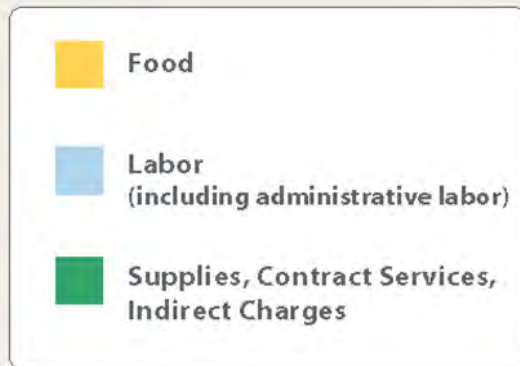 Food
Labor
(including administrative labor)
Supplies, Contract Services,
Indirect Charges